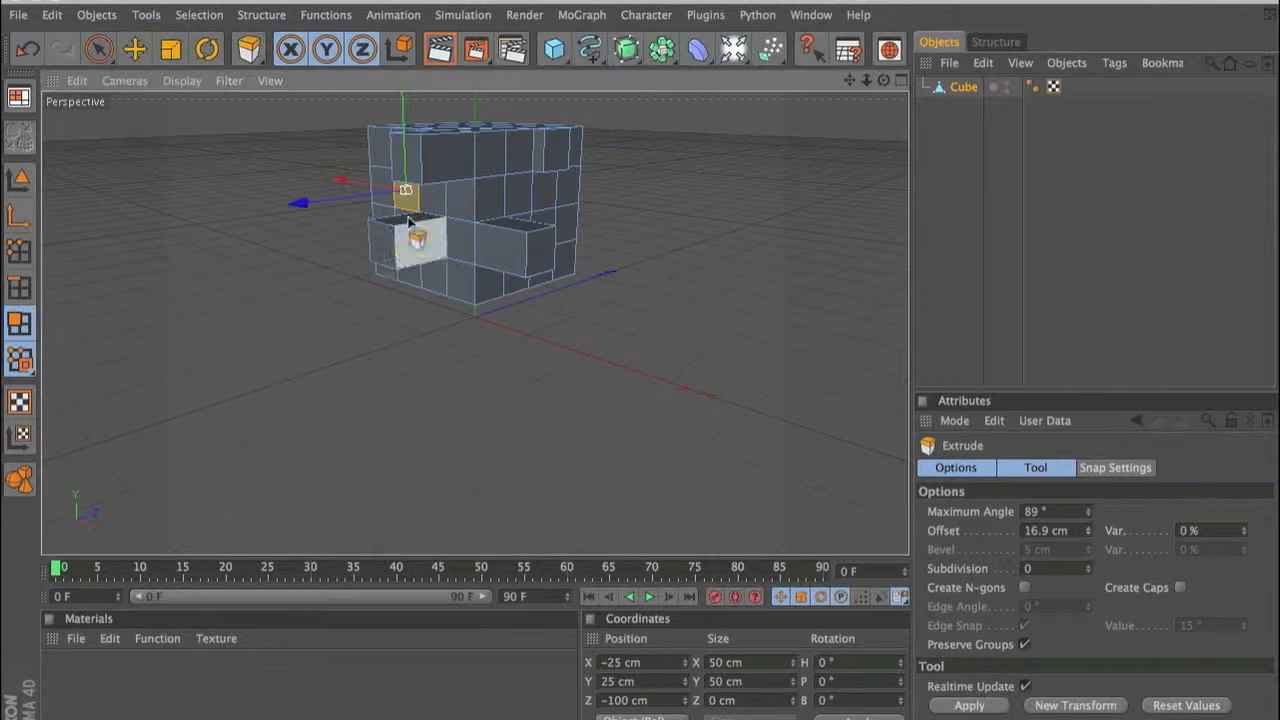 File Edit Objects Tools Selection Structure Functions Animation Simulation Render MoGraph Character Plugins Python Window Help
X Y Z
Objects Structure
File Edit View Objects Tags Bookma
Cube
Edit Cameras Display Filter View
Perspective
Y
Z
X
Attributes
Mode Edit User Data
Extrude
Options Tool Snap Settings
Options
Maximum Angle 89 °
Offset 16.9 cm Var. 0 %
Bevel 5 cm Var. 0 %
Subdivision 0
Create N-gons Create Caps
Edge Angle 0 °
Edge Snap Value 15 °
Preserve Groups
Tool
Realtime Update
Apply New Transform Reset Values
0 5 10 15 20 25 30 35 40 45 50 55 60 65 70 75 80 85 90 0 F
0 F 0 F 90 F 90 F
Materials
File Edit Function Texture
Coordinates
Position Size Rotation
X -25 cm X 50 cm H 0 °
Y 25 cm Y 50 cm P 0 °
Z -100 cm Z 0 cm B 0 °